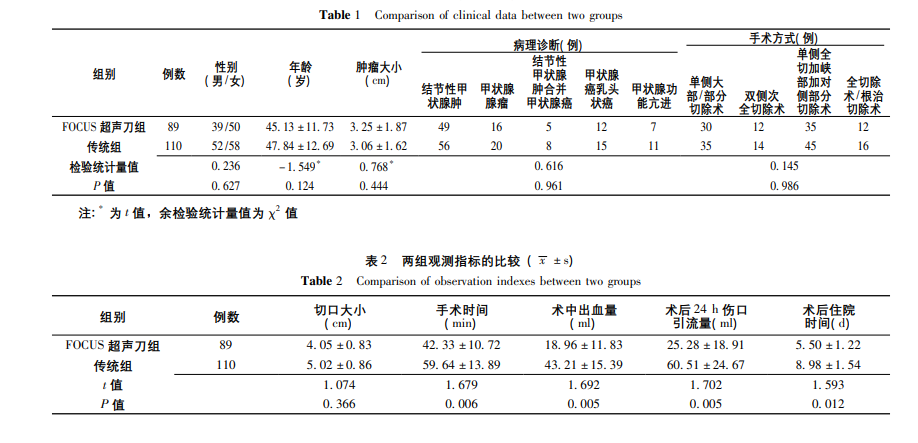 Table 1 Comparison of clinical data between two groups
组别 例数 性别(男/女) 年龄(岁) 肿瘤大小(cm) 病理诊断(例) 手术方式(例)
结节性甲状腺肿 甲状腺腺瘤 结节性甲状腺肿合并甲状腺癌 甲状腺癌乳头状癌 甲状腺功能亢进 单侧大部/部分切除术 双侧次全切除术 单侧全切加峡部加对侧部分切除术 全切除术/根治切除术
FOCUS 超声刀组 89 39/50 45.13±11.73 3.25±1.87 49 16 5 12 7 30 12 35 12
传统组 110 52/58 47.84±12.69 3.06±1.62 56 20 8 15 11 35 14 45 16
检验统计量值 0.236 -1.549* 0.768* 0.616 0.145
P 值 0.627 0.124 0.444 0.961 0.986
注:* 为 t 值，余检验统计量值为 χ² 值
表 2 两组观测指标的比较 ( x̄ ±s)
Table 2 Comparison of observation indexes between two groups
组别 例数 切口大小(cm) 手术时间(min) 术中出血量(ml) 术后 24 h 伤口引流量(ml) 术后住院时间(d)
FOCUS 超声刀组 89 4.05±0.83 42.33±10.72 18.96±11.83 25.28±18.91 5.50±1.22
传统组 110 5.02±0.86 59.64±13.89 43.21±15.39 60.51±24.67 8.98±1.54
t 值 1.074 1.679 1.692 1.702 1.593
P 值 0.366 0.006 0.005 0.005 0.012